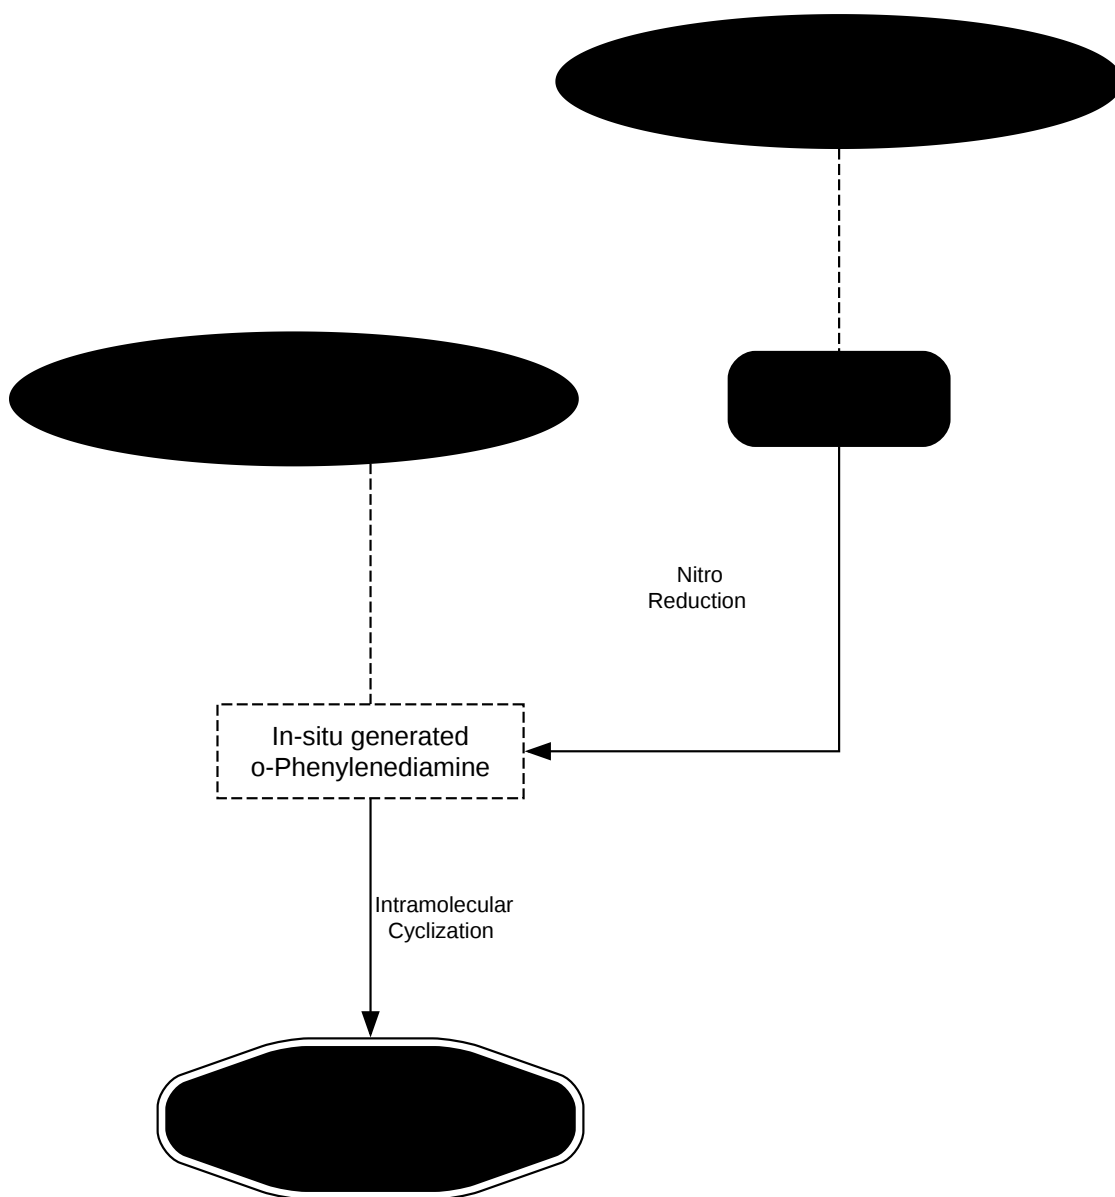 Nitro
Reduction
In-situ generated
o-Phenylenediamine
Intramolecular
Cyclization